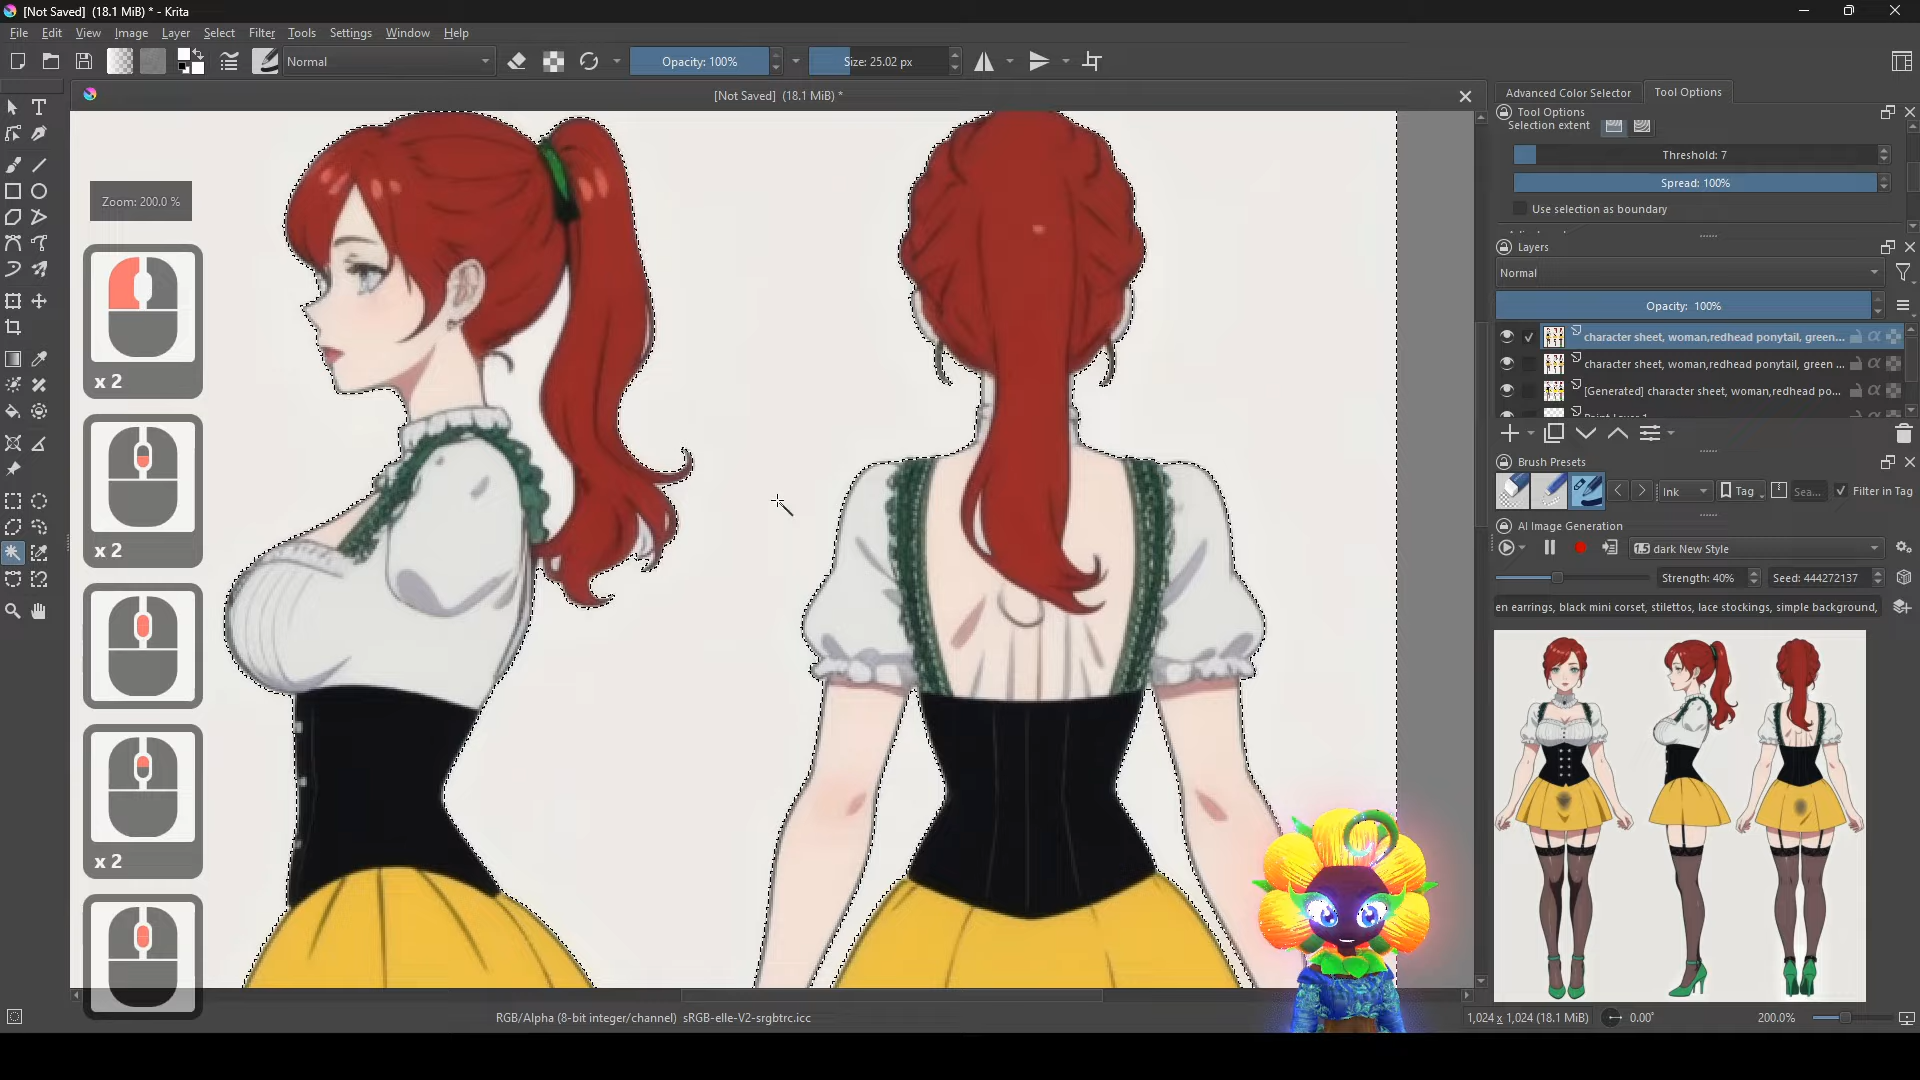 [Not Saved]  (18.1 MiB) * - Krita
File Edit View Image Layer Select Filter Tools Settings Window Help
Normal
Opacity: 100%
Size: 25.02 px
[Not Saved]  (18.1 MiB) *
Advanced Color Selector
Tool Options
Tool Options
Selection extent
Threshold: 7
Spread: 100%
Use selection as boundary
Zoom: 200.0 %
x 2
x 2
x 2
Layers
Normal
Opacity:  100%
character sheet, woman,redhead ponytail, green...
character sheet, woman,redhead ponytail, green ...
[Generated] character sheet, woman,redhead po...
Brush Presets
Ink
Tag
Sea...
Filter in Tag
AI Image Generation
1.5 dark New Style
Strength: 40%
Seed: 444272137
en earrings, black mini corset, stilettos, lace stockings, simple background,
RGB/Alpha (8-bit integer/channel)  sRGB-elle-V2-srgbtrc.icc
1,024 x 1,024 (18.1 MiB)
0.00°
200.0%